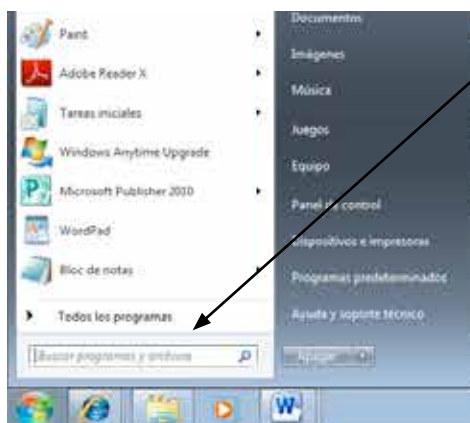 Paint
Adobe Reader X
Tareas iniciales
Windows Anytime Upgrade
Microsoft Publisher 2010
WordPad
Bloc de notas
Todos los programas
Buscar programas y archivos
Documentos
Imágenes
Música
Juegos
Equipo
Panel de control
Dispositivos e impresoras
Programas predeterminados
Ayuda y soporte técnico
Apagar